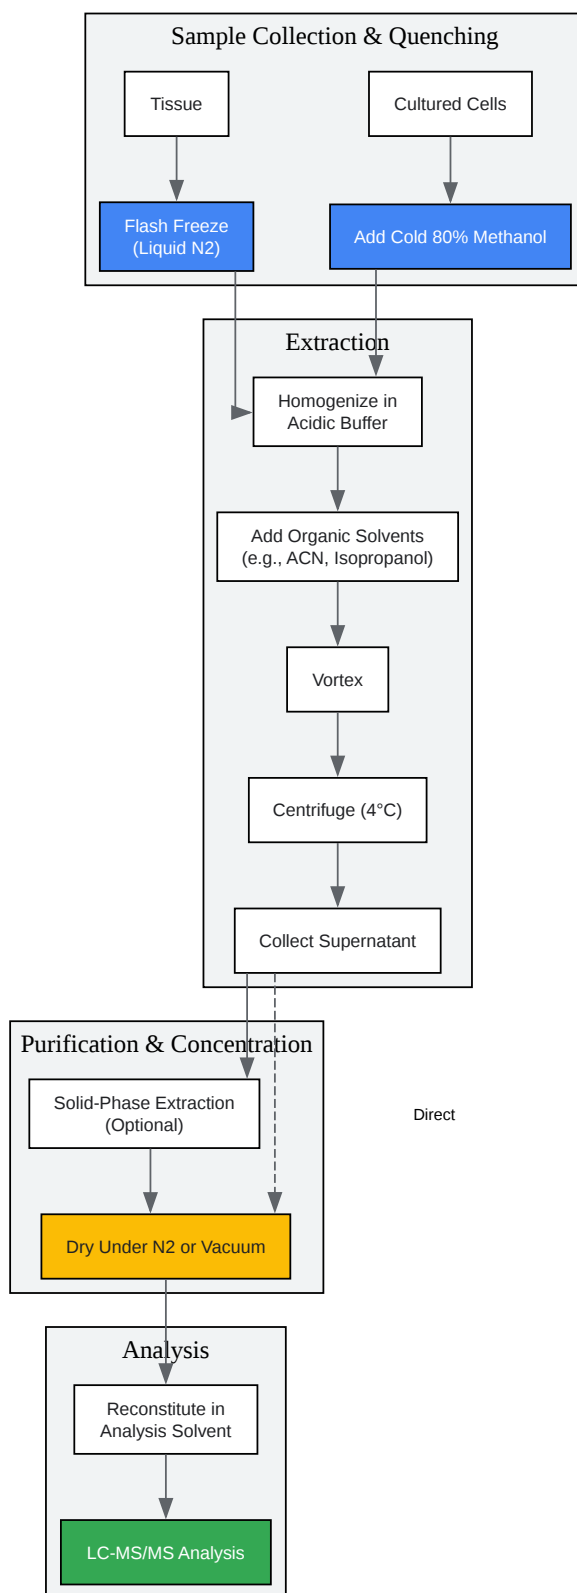 Sample Collection & Quenching
Tissue
Cultured Cells
Flash Freeze
(Liquid N2)
Add Cold 80% Methanol
Extraction
Homogenize in
Acidic Buffer
Add Organic Solvents
(e.g., ACN, Isopropanol)
Vortex
Centrifuge (4°C)
Collect Supernatant
Purification & Concentration
Solid-Phase Extraction
(Optional)
Direct
Dry Under N2 or Vacuum
Analysis
Reconstitute in
Analysis Solvent
LC-MS/MS Analysis